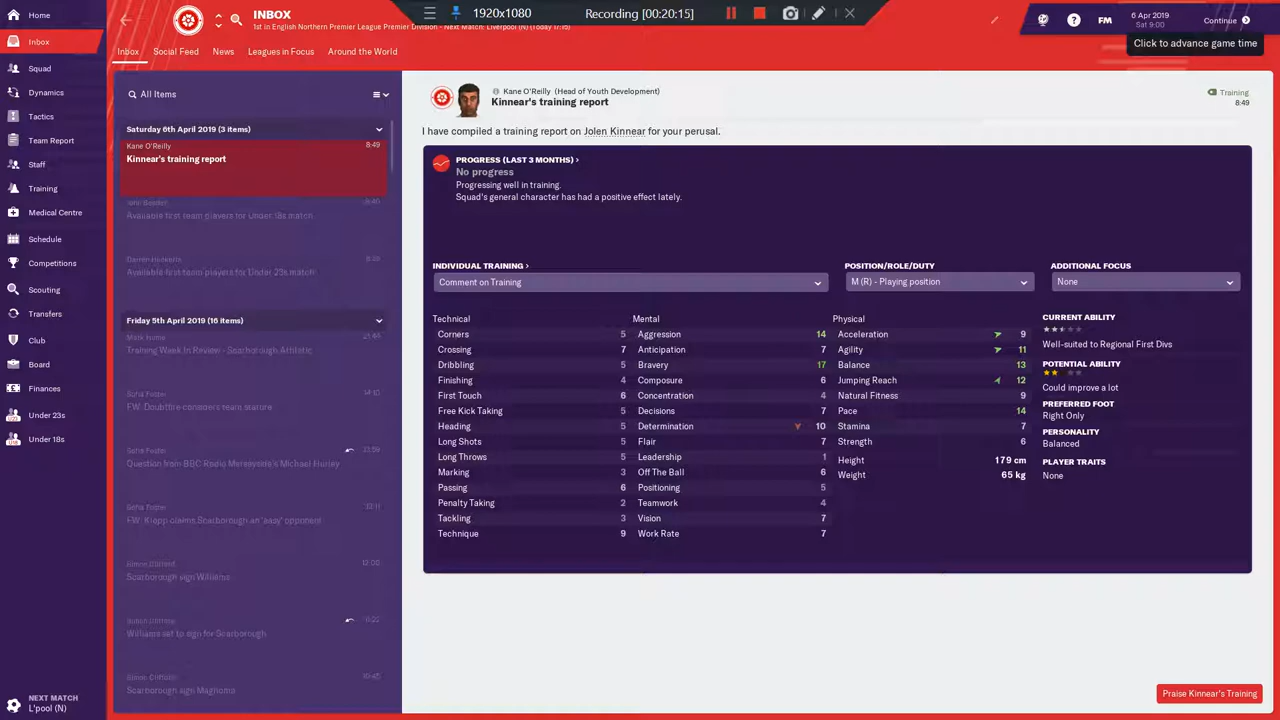 INBOX
1st in English Northern Premier League Premier Division - Next Match: Liverpool (N) (Today 17:15)
1920x1080
Recording [00:20:15]
FM
6 Apr 2019
Sat 9:00
Continue
Click to advance game time
Home
Inbox
Squad
Dynamics
Tactics
Team Report
Staff
Training
Medical Centre
Schedule
Competitions
Scouting
Transfers
Club
Board
Finances
Under 23s
Under 18s
NEXT MATCH
L'pool (N)
Inbox
Social Feed
News
Leagues in Focus
Around the World
All Items
Saturday 6th April 2019 (3 items)
Kane O'Reilly 8:49
Kinnear's training report
Available first team players for Under 18s match
Available first team players for Under 23s match
Friday 5th April 2019 (16 items)
Training Week In Review - Scarborough Athletic
FW: Doubtfire considers team stature
Question from BBC Radio Merseyside's Michael Hurley
FW: Klopp claims Scarborough an "easy" opponent
12:00
Scarborough sign Williams
Williams set to sign for Scarborough
10:45
Scarborough sign Magnoma
Kane O'Reilly (Head of Youth Development)
Kinnear's training report
Training
8:49
I have compiled a training report on Jolen Kinnear for your perusal.
PROGRESS (LAST 3 MONTHS) >
No progress
Progressing well in training.
Squad's general character has had a positive effect lately.
INDIVIDUAL TRAINING >
Comment on Training
POSITION/ROLE/DUTY
M (R) - Playing position
ADDITIONAL FOCUS
None
Technical
Corners 5
Crossing 7
Dribbling 5
Finishing 4
First Touch 6
Free Kick Taking 5
Heading 5
Long Shots 5
Long Throws 5
Marking 3
Passing 6
Penalty Taking 2
Tackling 3
Technique 9
Mental
Aggression 14
Anticipation 7
Bravery 17
Composure 6
Concentration 4
Decisions 7
Determination 10
Flair 7
Leadership 1
Off The Ball 6
Positioning 5
Teamwork 4
Vision 7
Work Rate 7
Physical
Acceleration 9
Agility 11
Balance 13
Jumping Reach 12
Natural Fitness 9
Pace 14
Stamina 7
Strength 6
Height 179 cm
Weight 65 kg
CURRENT ABILITY
Well-suited to Regional First Divs
POTENTIAL ABILITY
Could improve a lot
PREFERRED FOOT
Right Only
PERSONALITY
Balanced
PLAYER TRAITS
None
Praise Kinnear's Training